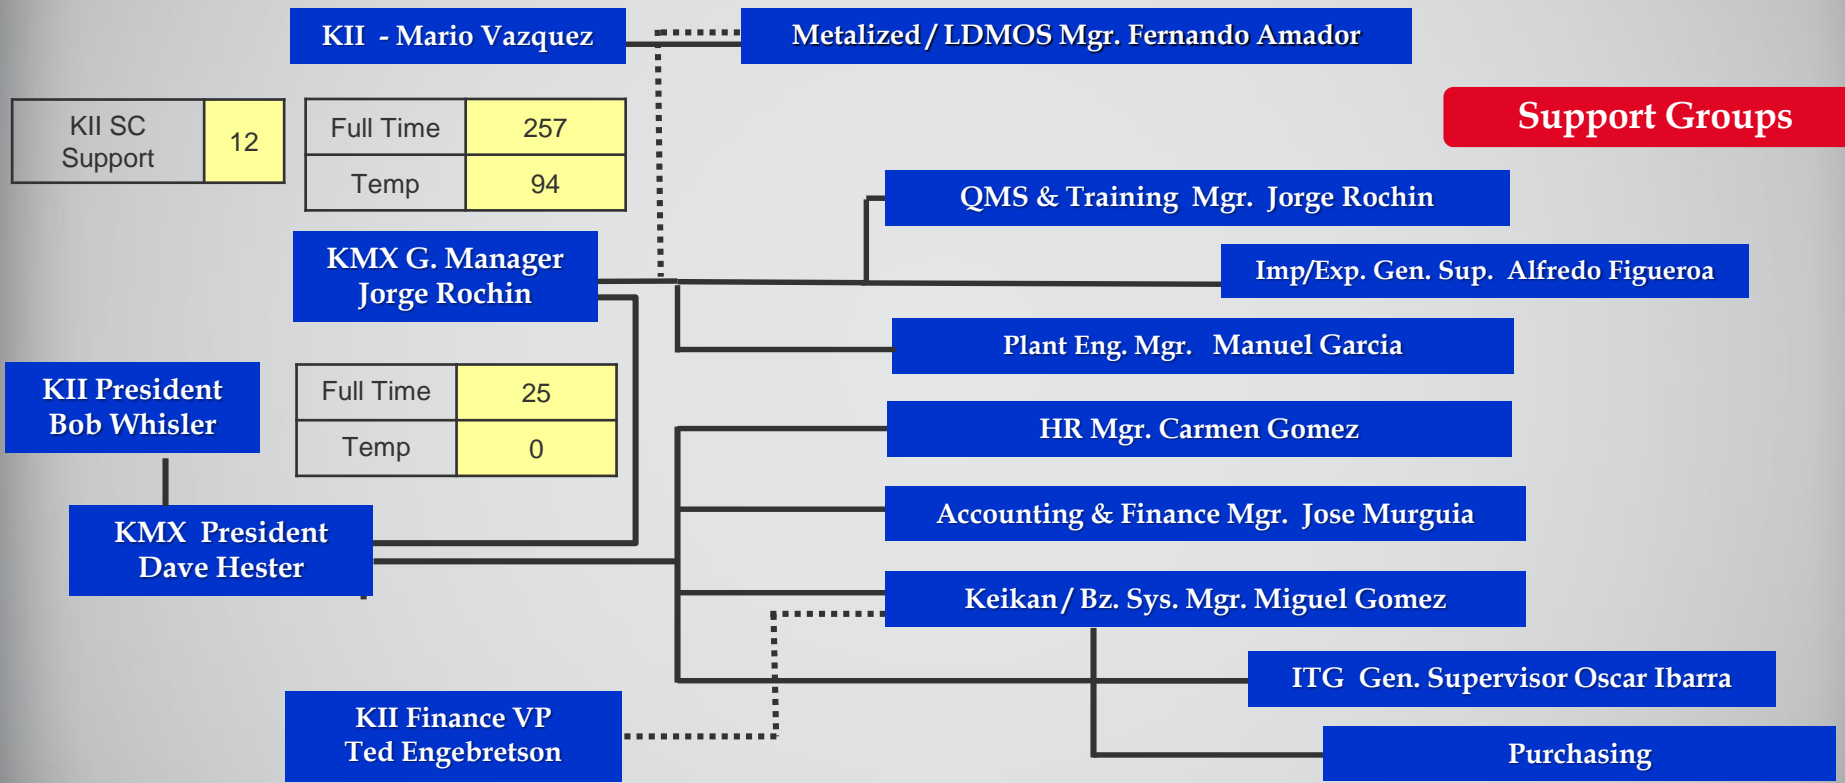 KII - Mario Vazquez
Metalized / LDMOS Mgr. Fernando Amador
Support Groups
KII SC
Support
12
Full Time
257
Temp
94
QMS & Training Mgr. Jorge Rochin
KMX G. Manager
Jorge Rochin
Imp/Exp. Gen. Sup. Alfredo Figueroa
Plant Eng. Mgr. Manuel Garcia
KII President
Bob Whisler
Full Time
25
Temp
0
HR Mgr. Carmen Gomez
Accounting & Finance Mgr. Jose Murguia
KMX President
Dave Hester
Keikan / Bz. Sys. Mgr. Miguel Gomez
ITG Gen. Supervisor Oscar Ibarra
KII Finance VP
Ted Engebretson
Purchasing